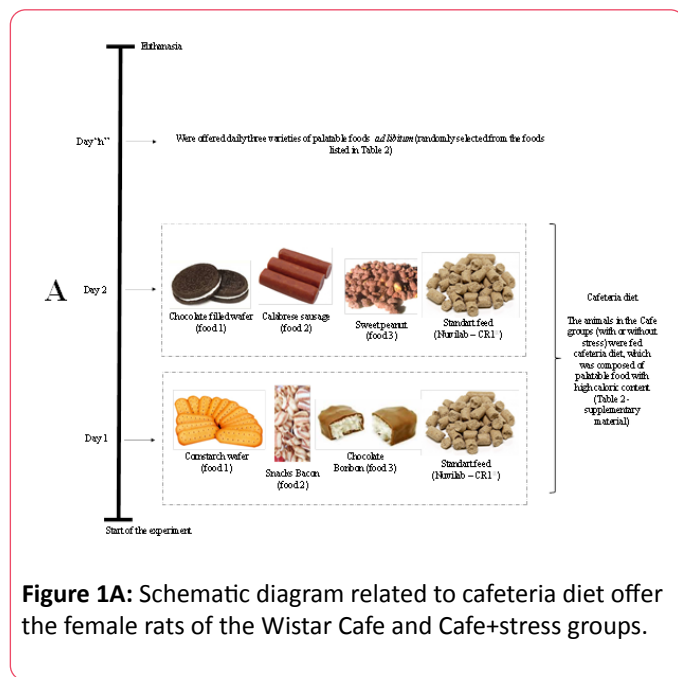 Euthanasia
Day "n"
Were offered daily three varieties of palatable foods ad libitum (randomly selected from the foods
listed in Table 2)
A
Day 2
Chocolate filled wafer
(food 1)
Calabrese sausage
(food 2)
Sweet peanut
(food 3)
Standart feed
(Nuvilab – CR1)
Cafeteria diet
The animals in the Cafe
groups (with or without
stress) were fed
cafeteria diet, which
was composed of
palatable food with
high caloric content
(Table 2 -
supplementary
material)
Day 1
Cornstarch wafer
(food 1)
Snacks Bacon
(food 2)
Chocolate
Bonbon (food 3)
Standart feed
(Nuvilab – CR1)
Start of the experiment
Figure 1A: Schematic diagram related to cafeteria diet offer
the female rats of the Wistar Cafe and Cafe+stress groups.